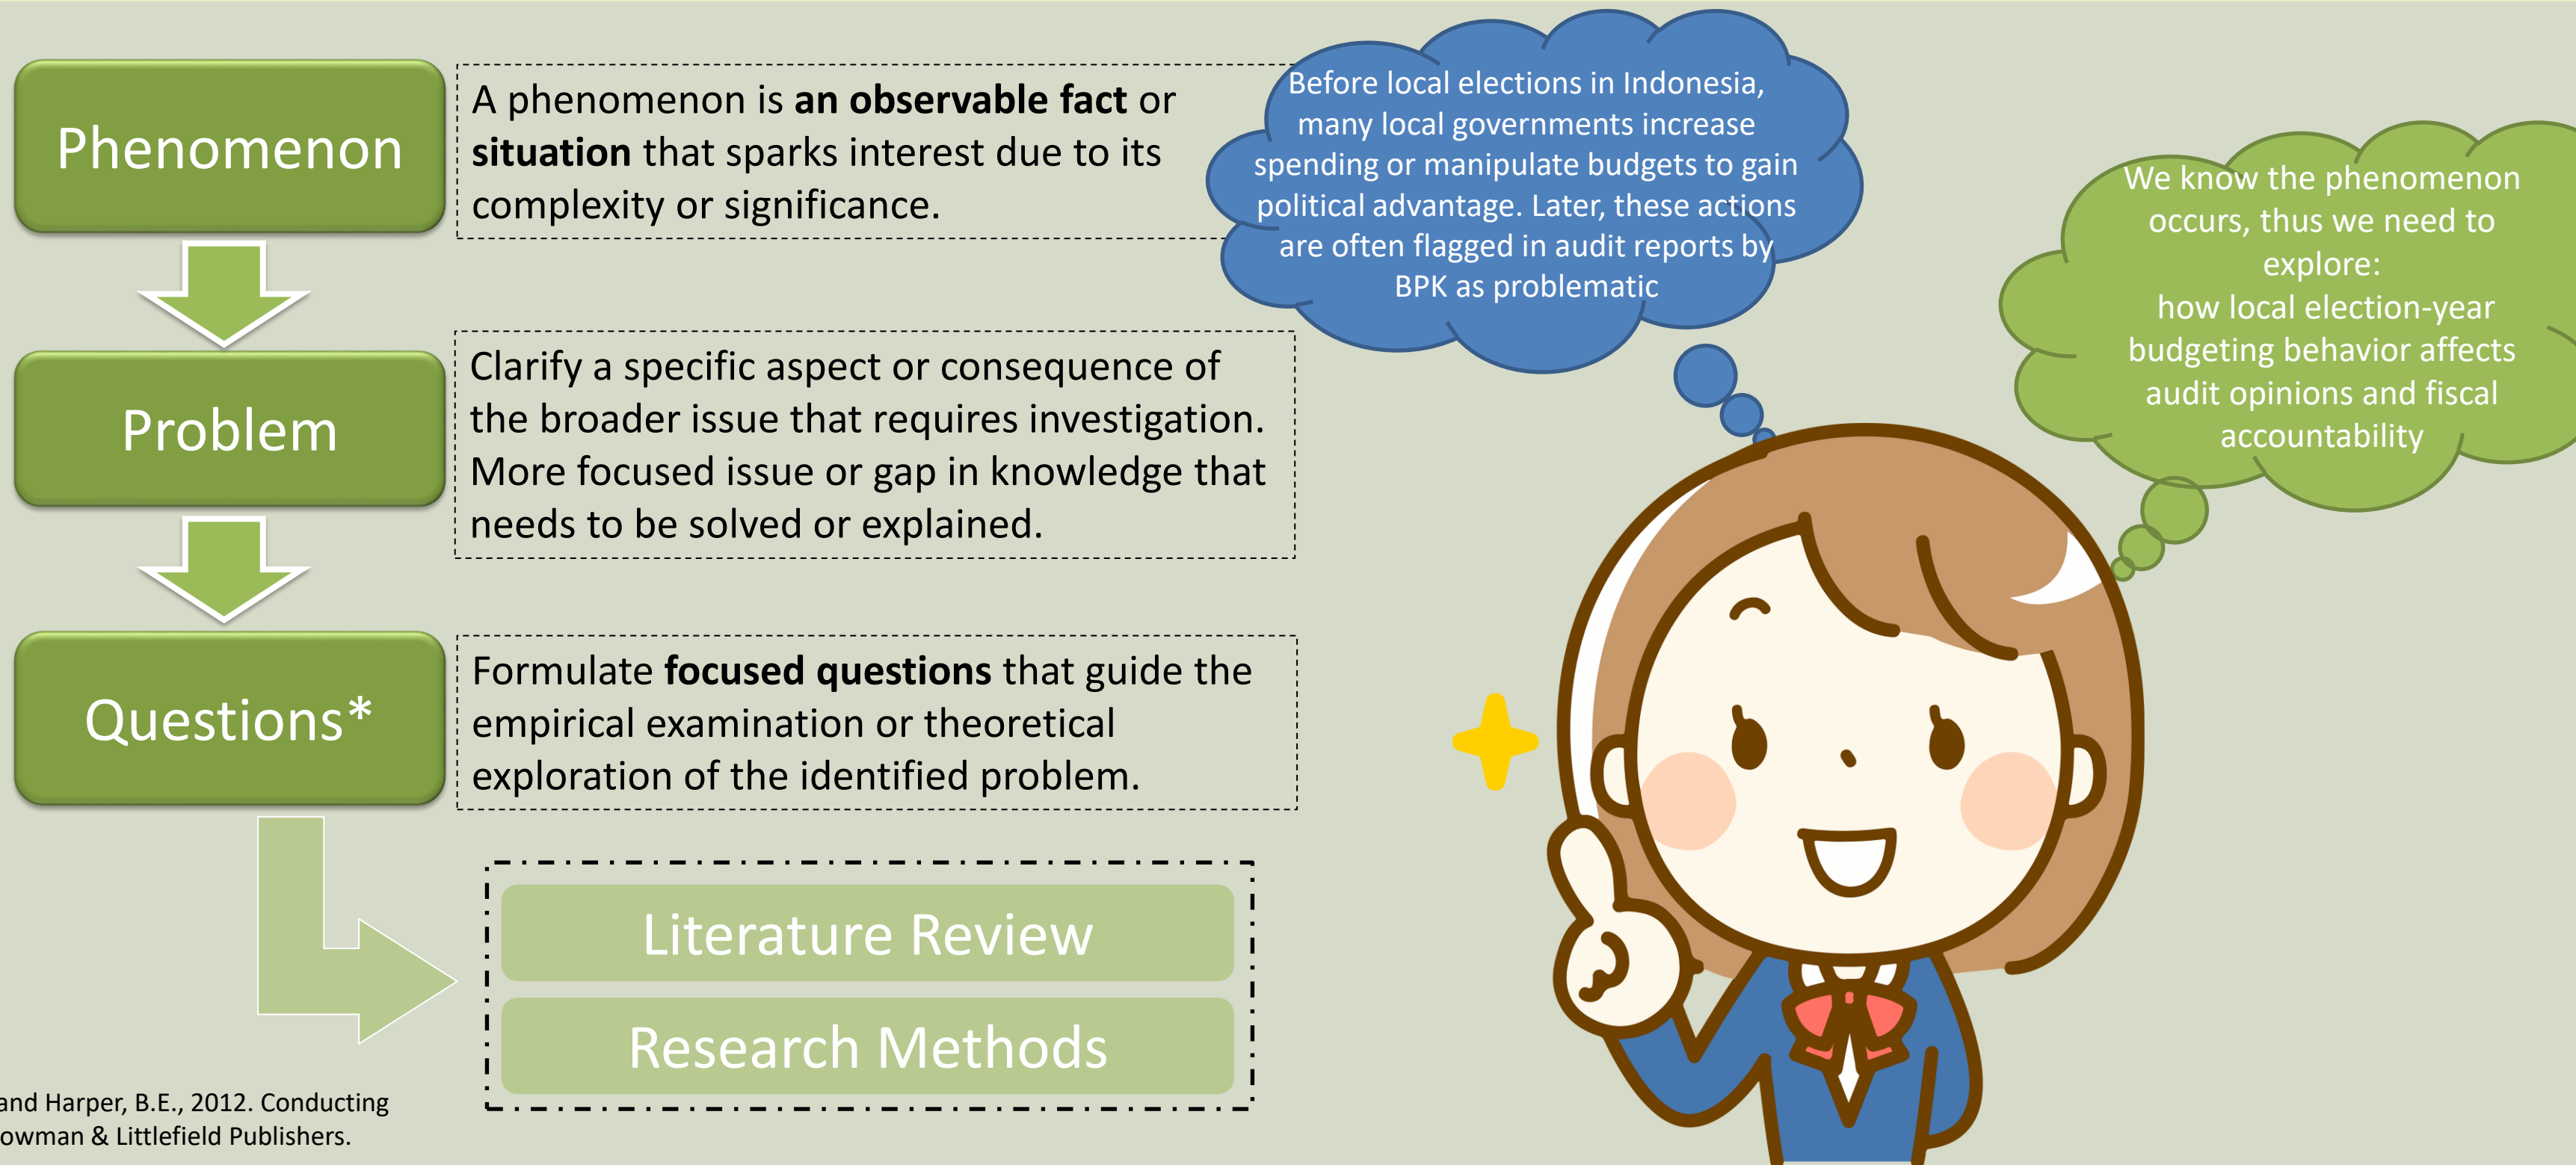 Phenomenon
A phenomenon is an observable fact or
situation that sparks interest due to its
complexity or significance.
Before local elections in Indonesia,
many local governments increase
spending or manipulate budgets to gain
political advantage. Later, these actions
are often flagged in audit reports by
BPK as problematic
We know the phenomenon
occurs, thus we need to
explore:
how local election-year
budgeting behavior affects
audit opinions and fiscal
accountability
Problem
Clarify a specific aspect or consequence of
the broader issue that requires investigation.
More focused issue or gap in knowledge that
needs to be solved or explained.
Questions*
Formulate focused questions that guide the
empirical examination or theoretical
exploration of the identified problem.
Literature Review
Research Methods
and Harper, B.E., 2012. Conducting
owman & Littlefield Publishers.